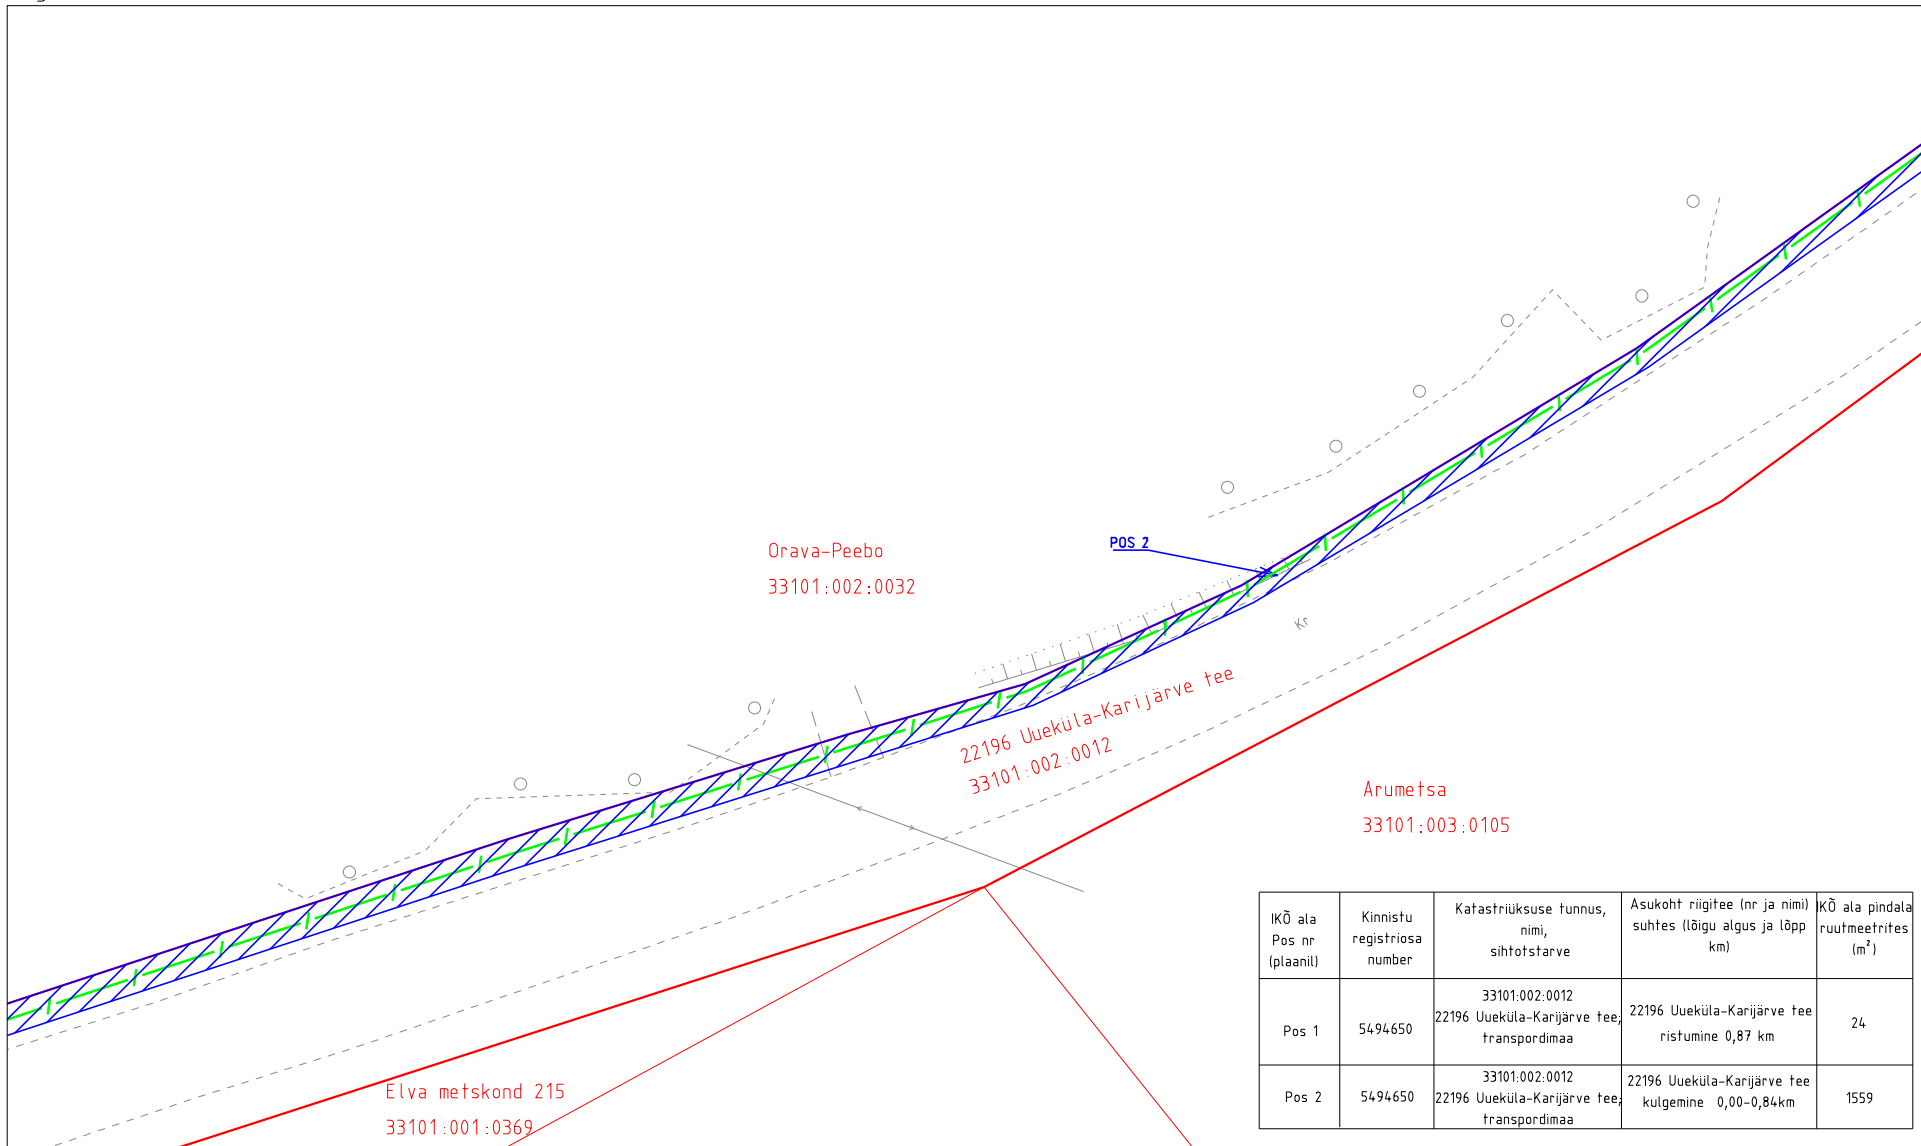 Orava-Peebo
33101:002:0032
POS 2
Kr
22196 Uueküla-Karijärve tee
33101:002:0012
Arumetsa
33101:003:0105
Elva metskond 215
33101:001:0369
IKÕ ala
Pos nr
(plaanil)
Kinnistu
registriosa
number
Katastriüksuse tunnus,
nimi,
sihtotstarve
Asukoht riigitee (nr ja nimi)
suhtes (lõigu algus ja lõpp
km)
IKÕ ala pindala
ruutmeetrites
(m²)
Pos 1
5494650
33101:002:0012
22196 Uueküla-Karijärve tee;
transpordimaa
22196 Uueküla-Karijärve tee
ristumine 0,87 km
24
Pos 2
5494650
33101:002:0012
22196 Uueküla-Karijärve tee;
transpordimaa
22196 Uueküla-Karijärve tee
kulgemine 0,00-0,84km
1559